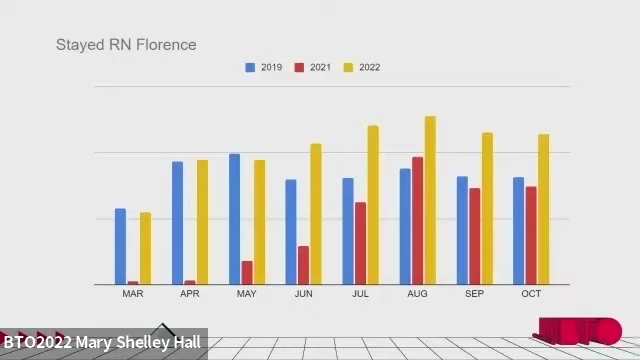 Stayed RN Florence
2019 2021 2022
MAR APR MAY JUN JUL AUG SEP OCT
BTO2022 Mary Shelley Hall